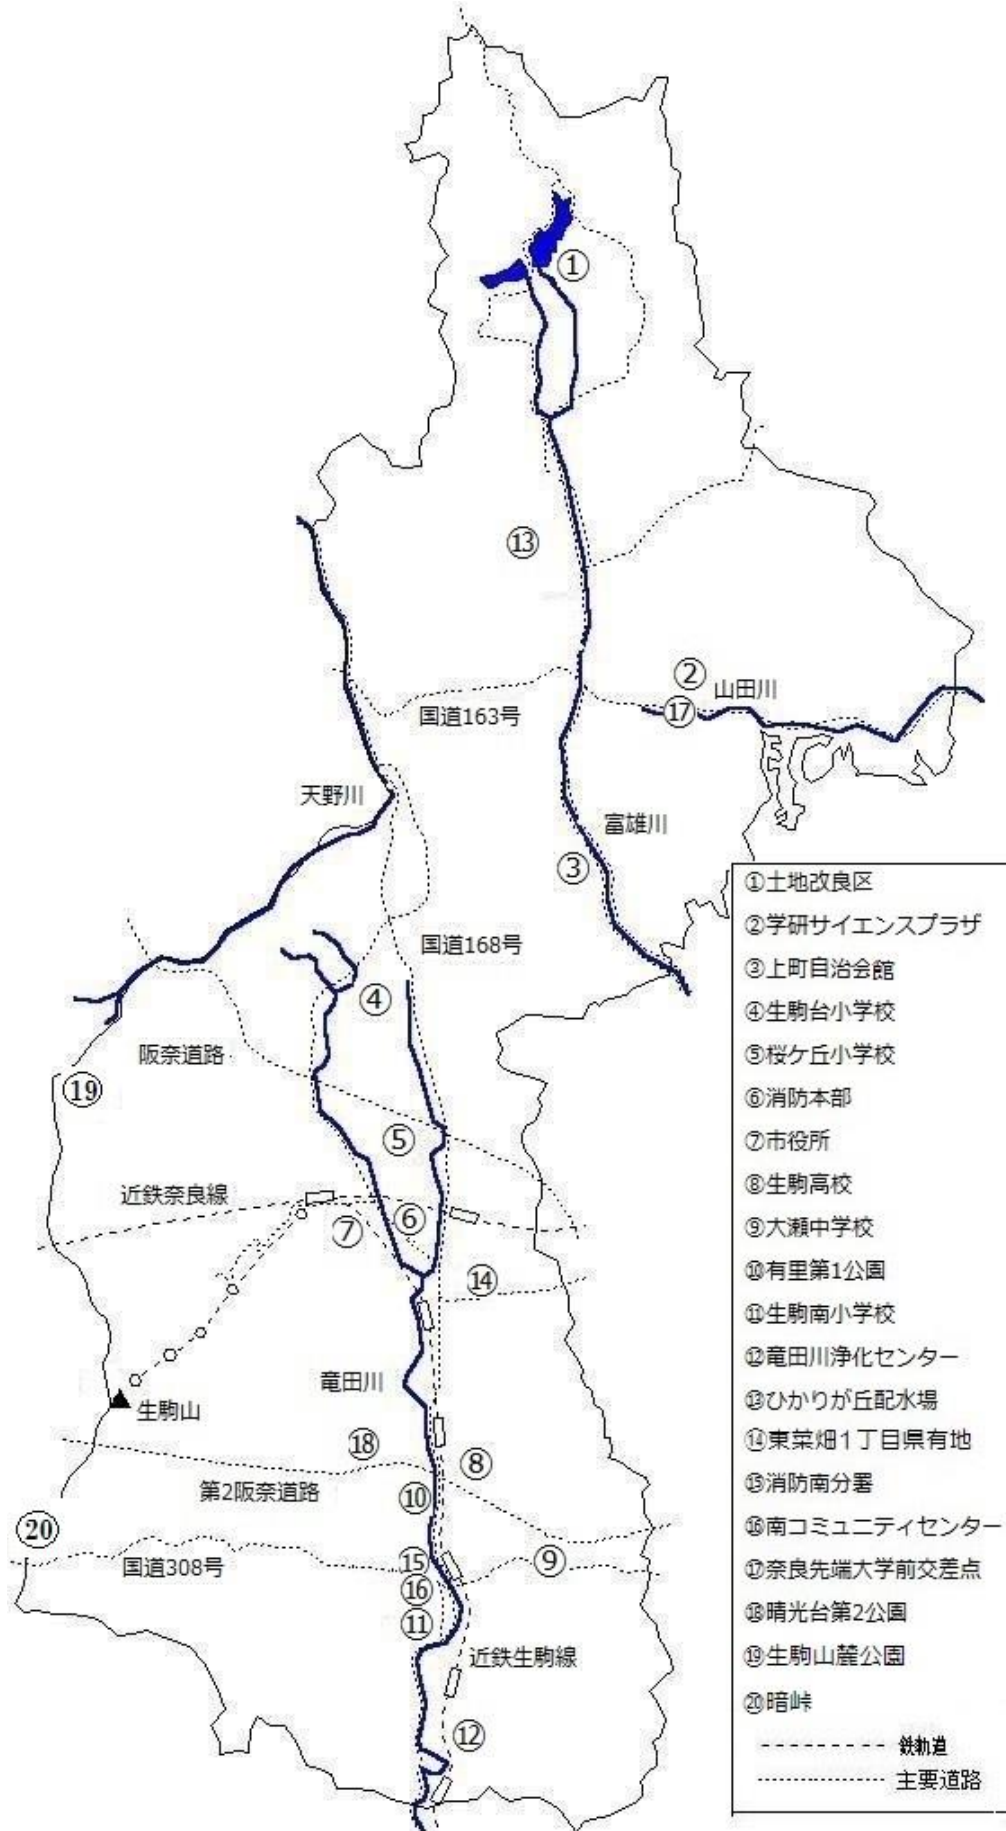 ①
⑬
②
山田川
⑰
国道163号
天野川
富雄川
③
国道168号
④
阪奈道路
⑲
⑤
近鉄奈良線
⑥
⑦
⑭
竜田川
生駒山
⑱
⑧
第2阪奈道路
⑩
⑳
国道308号
⑮
⑨
⑯
⑪
近鉄生駒線
⑫
①土地改良区
②学研サイエンスプラザ
③上町自治会館
④生駒台小学校
⑤桜ケ丘小学校
⑥消防本部
⑦市役所
⑧生駒高校
⑨大瀬中学校
⑩有里第1公園
⑪生駒南小学校
⑫竜田川浄化センター
⑬ひかりが丘配水場
⑭東菜畑1丁目県有地
⑮消防南分署
⑯南コミュニティセンター
⑰奈良先端大学前交差点
⑱晴光台第2公園
⑲生駒山麓公園
⑳暗峠
鉄軌道
主要道路